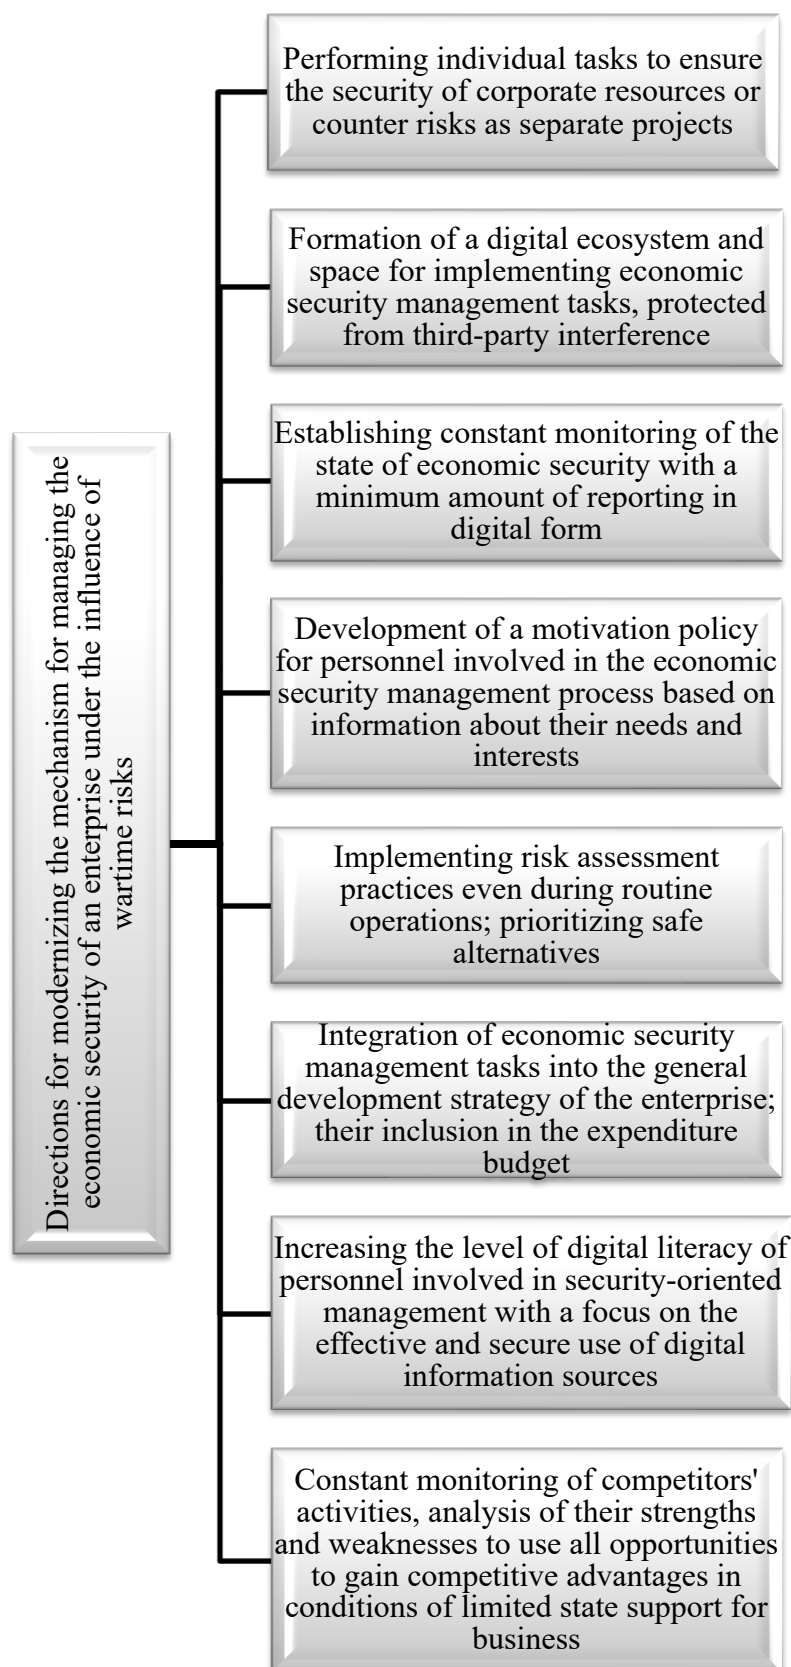 Directions for modernizing the mechanism for managing the
economic security of an enterprise under the influence of
wartime risks
Performing individual tasks to ensure
the security of corporate resources or
counter risks as separate projects
Formation of a digital ecosystem and
space for implementing economic
security management tasks, protected
from third-party interference
Establishing constant monitoring of the
state of economic security with a
minimum amount of reporting in
digital form
Development of a motivation policy
for personnel involved in the economic
security management process based on
information about their needs and
interests
Implementing risk assessment
practices even during routine
operations; prioritizing safe
alternatives
Integration of economic security
management tasks into the general
development strategy of the enterprise;
their inclusion in the expenditure
budget
Increasing the level of digital literacy of
personnel involved in security-oriented
management with a focus on the
effective and secure use of digital
information sources
Constant monitoring of competitors'
activities, analysis of their strengths
and weaknesses to use all opportunities
to gain competitive advantages in
conditions of limited state support for
business